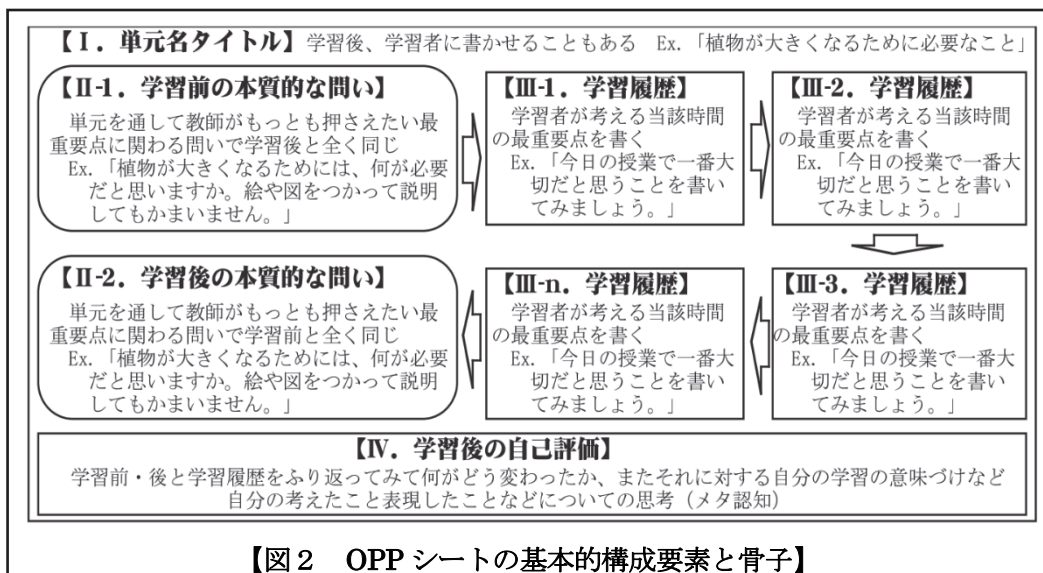 【Ⅰ．単元名タイトル】学習後、学習者に書かせることもある　Ex.「植物が大きくなるために必要なこと」
【Ⅱ-1．学習前の本質的な問い】
単元を通して教師がもっとも押さえたい最
重要点に関わる問いで学習後と全く同じ
Ex.「植物が大きくなるためには、何が必要
だと思いますか。絵や図をつかって説明
してもかまいません。」
【Ⅲ-1．学習履歴】
学習者が考える当該時間
の最重要点を書く
Ex.「今日の授業で一番大
切だと思うことを書い
てみましょう。」
【Ⅲ-2．学習履歴】
学習者が考える当該時間
の最重要点を書く
Ex.「今日の授業で一番大
切だと思うことを書い
てみましょう。」
【Ⅲ-3．学習履歴】
学習者が考える当該時間
の最重要点を書く
Ex.「今日の授業で一番大
切だと思うことを書い
てみましょう。」
【Ⅲ-n．学習履歴】
学習者が考える当該時間
の最重要点を書く
Ex.「今日の授業で一番大
切だと思うことを書い
てみましょう。」
【Ⅱ-2．学習後の本質的な問い】
単元を通して教師がもっとも押さえたい最
重要点に関わる問いで学習前と全く同じ
Ex.「植物が大きくなるためには、何が必要
だと思いますか。絵や図をつかって説明
してもかまいません。」
【Ⅳ．学習後の自己評価】
学習前・後と学習履歴をふり返ってみて何がどう変わったか、またそれに対する自分の学習の意味づけなど
自分の考えたこと表現したことなどについての思考（メタ認知）
【図２　OPP シートの基本的構成要素と骨子】